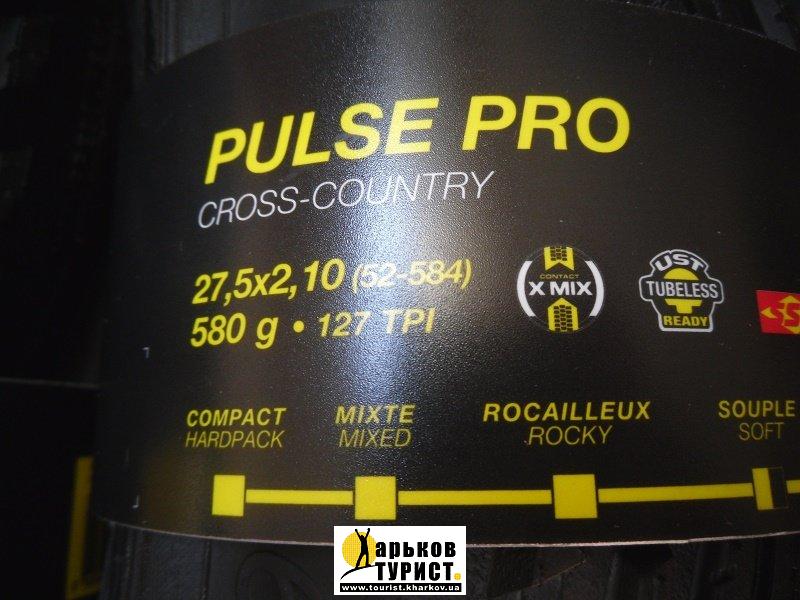 PULSE PRO
CROSS-COUNTRY
27,5x2,10 (52-584)
580 g • 127 TPI
CONTACT
X MIX
UST
TUBELESS
READY
COMPACT
HARDPACK
MIXTE
MIXED
ROCAILLEUX
ROCKY
SOUPLE
SOFT
Харьков
ТУРИСТ.
www.tourist.kharkov.ua